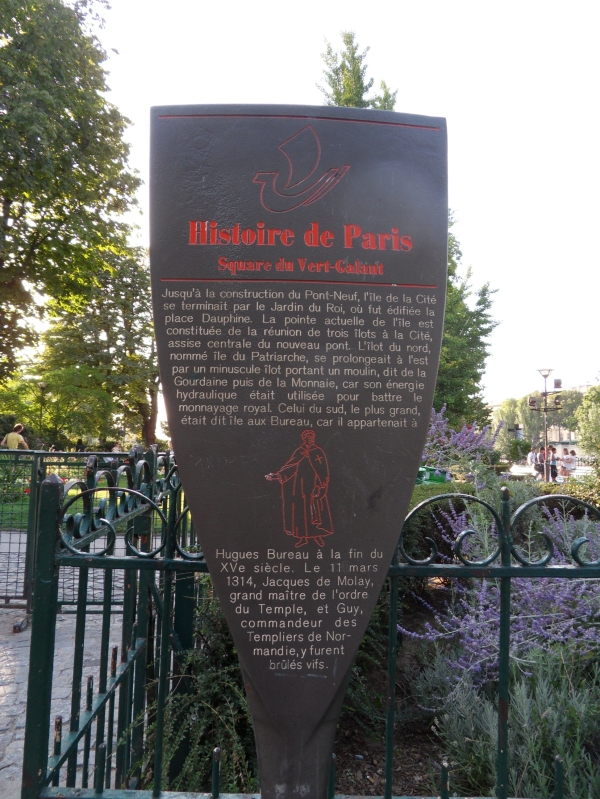 Histoire de Paris
Square du Vert-Galant
Jusqu'à la construction du Pont-Neuf, l'île de la Cité
se terminait par le Jardin du Roi, où fut édifiée la
place Dauphine. La pointe actuelle de l'île est
constituée de la réunion de trois îlots à la Cité,
assise centrale du nouveau pont. L'îlot du nord,
nommé île du Patriarche, se prolongeait à l'est
par un minuscule îlot portant un moulin, dit de la
Gourdaine puis de la Monnaie, car son énergie
hydraulique était utilisée pour battre le
monnayage royal. Celui du sud, le plus grand,
était dit île aux Bureau, car il appartenait à
Hugues Bureau à la fin du
XVe siècle. Le 11 mars
1314, Jacques de Molay,
grand maître de l'ordre
du Temple, et Guy,
commandeur des
Templiers de Nor-
mandie, y furent
brûlés vifs.